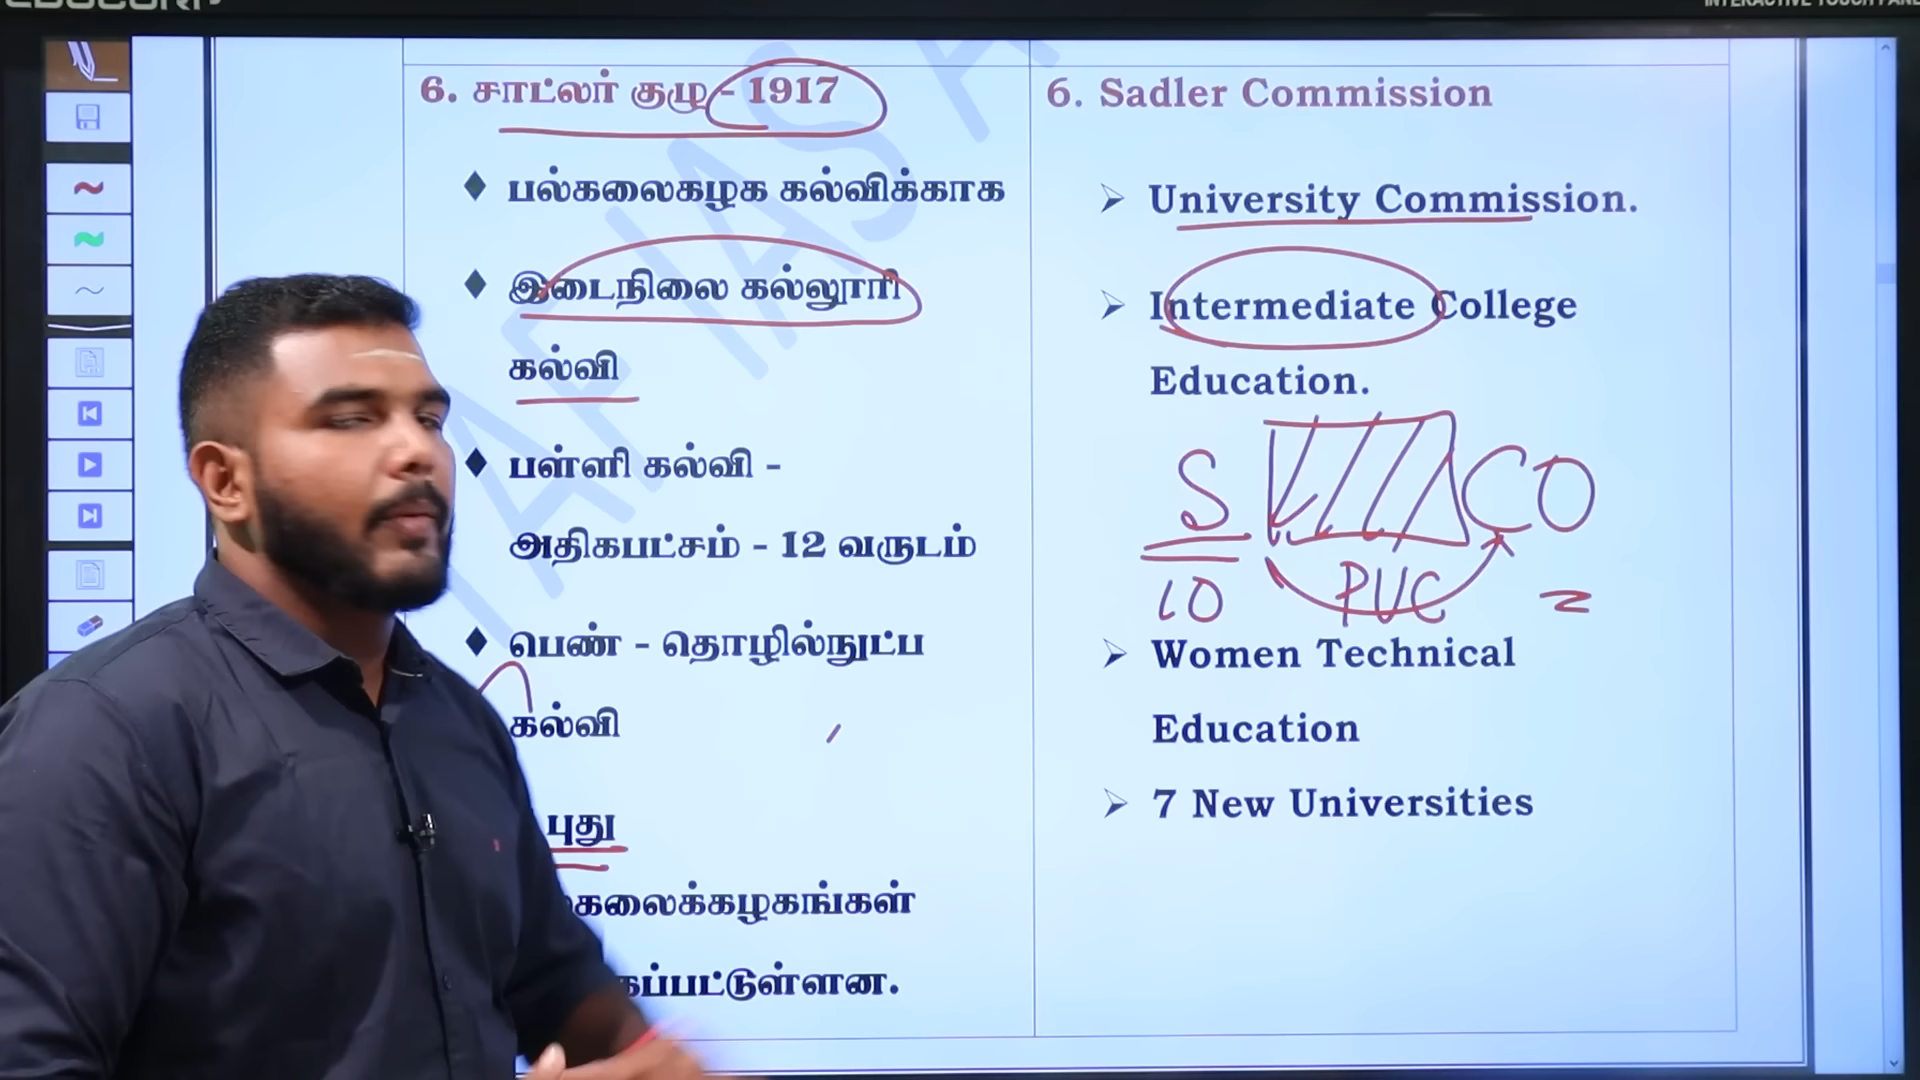 6. சாட்லர் குழு - 1917
♦ பல்கலைகழக கல்விக்காக
♦ இடைநிலை கல்லூரி
கல்வி
♦ பள்ளி கல்வி -
அதிகபட்சம் - 12 வருடம்
♦ பெண் - தொழில்நுட்ப
கல்வி
புது
கலைக்கழகங்கள்
கப்பட்டுள்ளன.
6. Sadler Commission
➢ University Commission.
➢ Intermediate College
Education.
S CO
10 PUC
➢ Women Technical
Education
➢ 7 New Universities